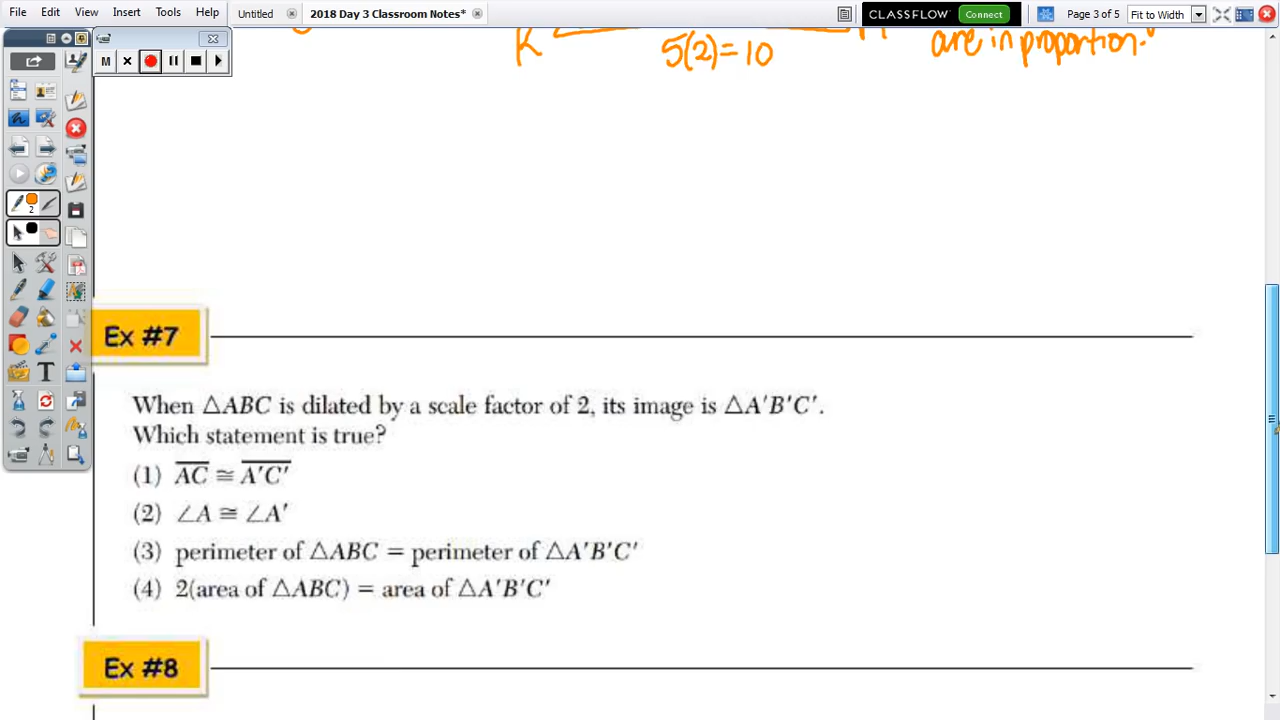 File Edit View Insert Tools Help
Untitled
2018 Day 3 Classroom Notes*
CLASSFLOW Connect
Page 3 of 5
Fit to Width
M
2
T
K
5(2)=10
are in proportion.
Ex #7
When △ABC is dilated by a scale factor of 2, its image is △A′B′C′.
Which statement is true?
(1) A̅C̅ ≅ A̅′C̅′
(2) ∠A ≅ ∠A′
(3) perimeter of △ABC = perimeter of △A′B′C′
(4) 2(area of △ABC) = area of △A′B′C′
Ex #8